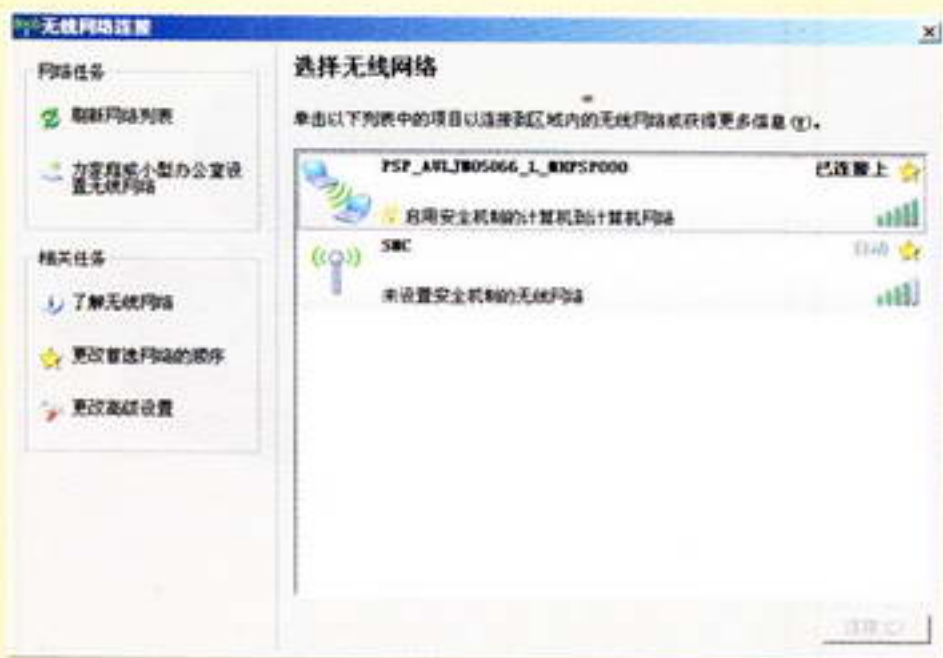 无线网络连接
网络任务
刷新网络列表
为家庭或小型办公室设
置无线网络
相关任务
了解无线网络
更改首选网络的顺序
更改高级设置
选择无线网络
单击以下列表中的项目以连接到区域内的无线网络或获得更多信息(W)。
已连接上
启用安全机制的计算机到计算机网络
SMC
自动
未设置安全机制的无线网络